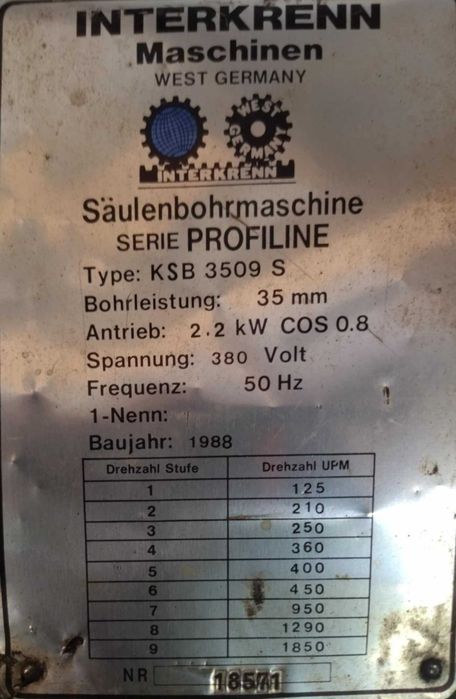 INTERKRENN
Maschinen
WEST GERMANY
WEST GERMANY
INTERKRENN
Säulenbohrmaschine
SERIE PROFILINE
Type: KSB 3509 S
Bohrleistung: 35 mm
Antrieb: 2.2 kW COS 0.8
Spannung: 380 Volt
Frequenz: 50 Hz
1-Nenn:
Baujahr: 1988
Drehzahl Stufe Drehzahl UPM
1 125
2 210
3 250
4 360
5 400
6 450
7 950
8 1290
9 1850
NR 18571